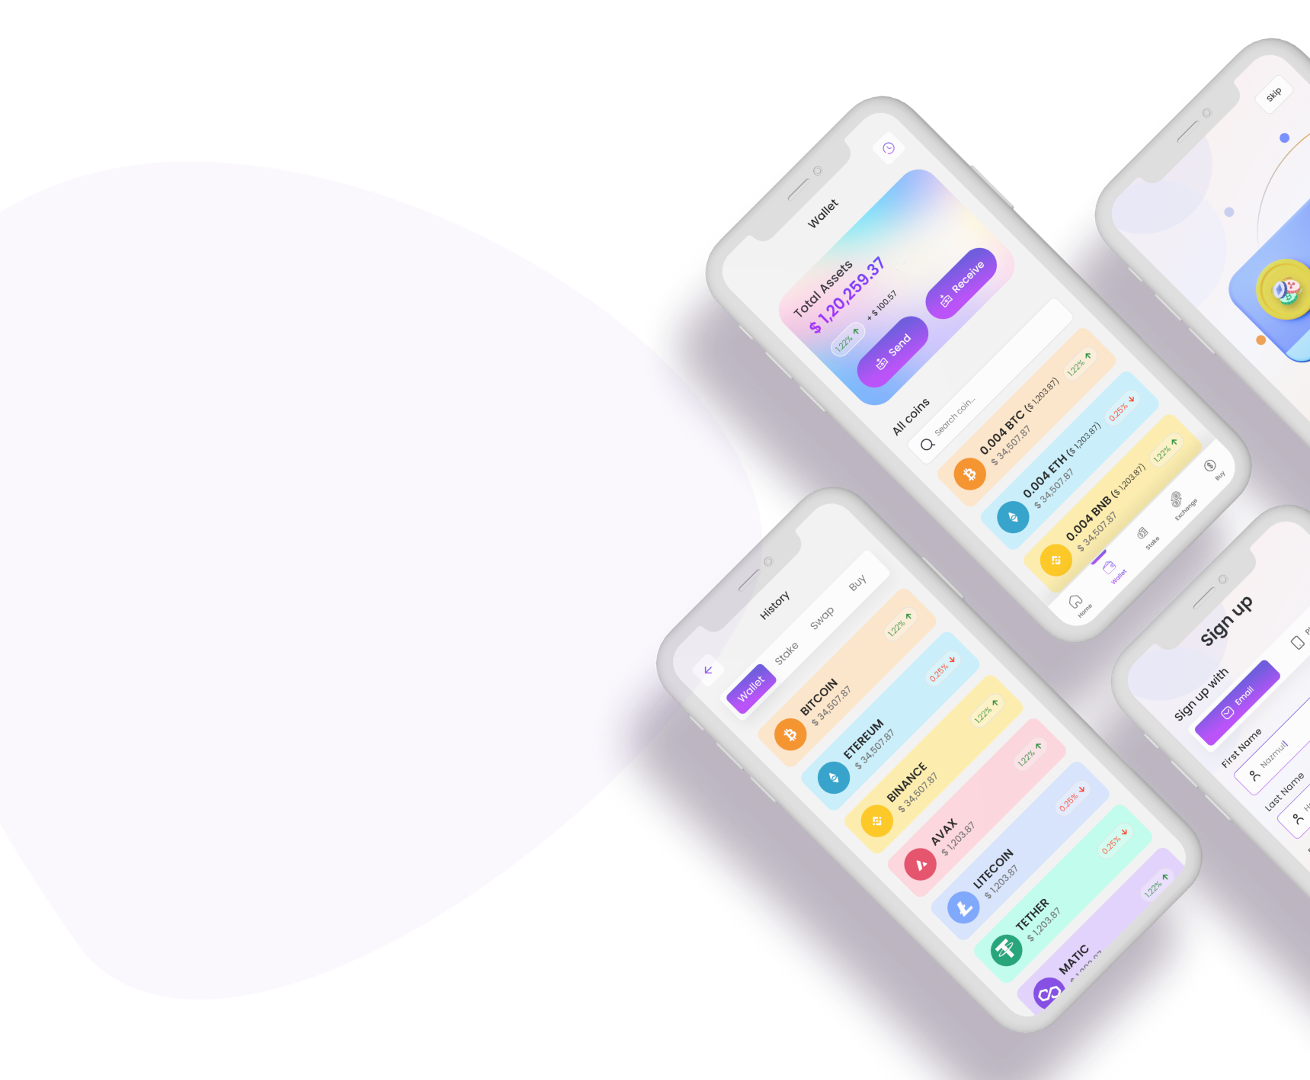 Wallet
Total Assets
$ 1,20,259.37
1.22%
+ $ 100.57
Send
Receive
All coins
Search coin...
0.004 BTC ($ 1,203.87)
$ 34,507.87
1.22%
0.004 ETH ($ 1,203.87)
$ 34,507.87
0.25%
0.004 BNB ($ 1,203.87)
$ 34,507.87
1.22%
Home
Wallet
Stake
Exchange
Buy
Skip
History
Wallet
Stake
Swap
Buy
BITCOIN
$ 34,507.87
1.22%
ETEREUM
$ 34,507.87
0.25%
BINANCE
$ 34,507.87
1.22%
AVAX
$ 1,203.87
1.22%
LITECOIN
$ 1,203.87
0.25%
TETHER
$ 1,203.87
0.25%
MATIC
1.22%
Sign up
Sign up with
Email
First Name
Nazmul
Last Name